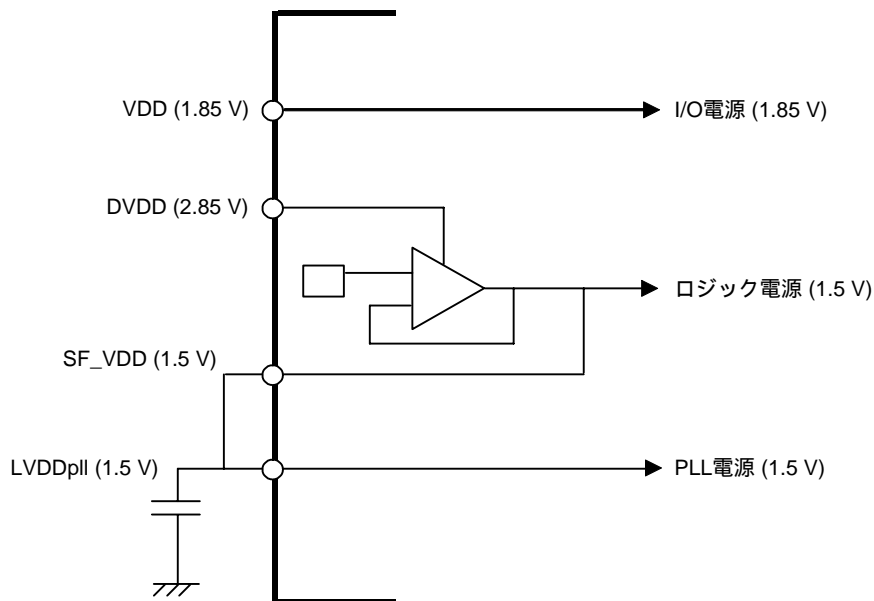 VDD (1.85 V)
I/O電源 (1.85 V)
DVDD (2.85 V)
ロジック電源 (1.5 V)
SF_VDD (1.5 V)
LVDDpll (1.5 V)
PLL電源 (1.5 V)